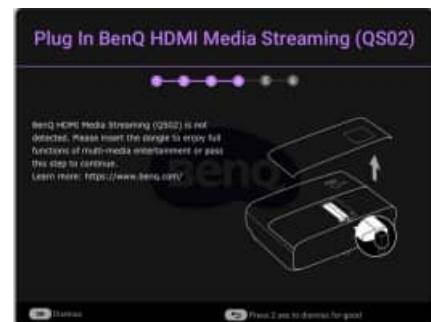 Plug In BenQ HDMI Media Streaming (QS02)
BenQ HDMI Media Streaming (QS02) is not
detected. Please insert the dongle to enjoy full
functions of multi-media entertainment or pass
this step to continue.
Learn more: https://www.benq.com/
BenQ
Dismiss
Press 2 sec to dismiss for good